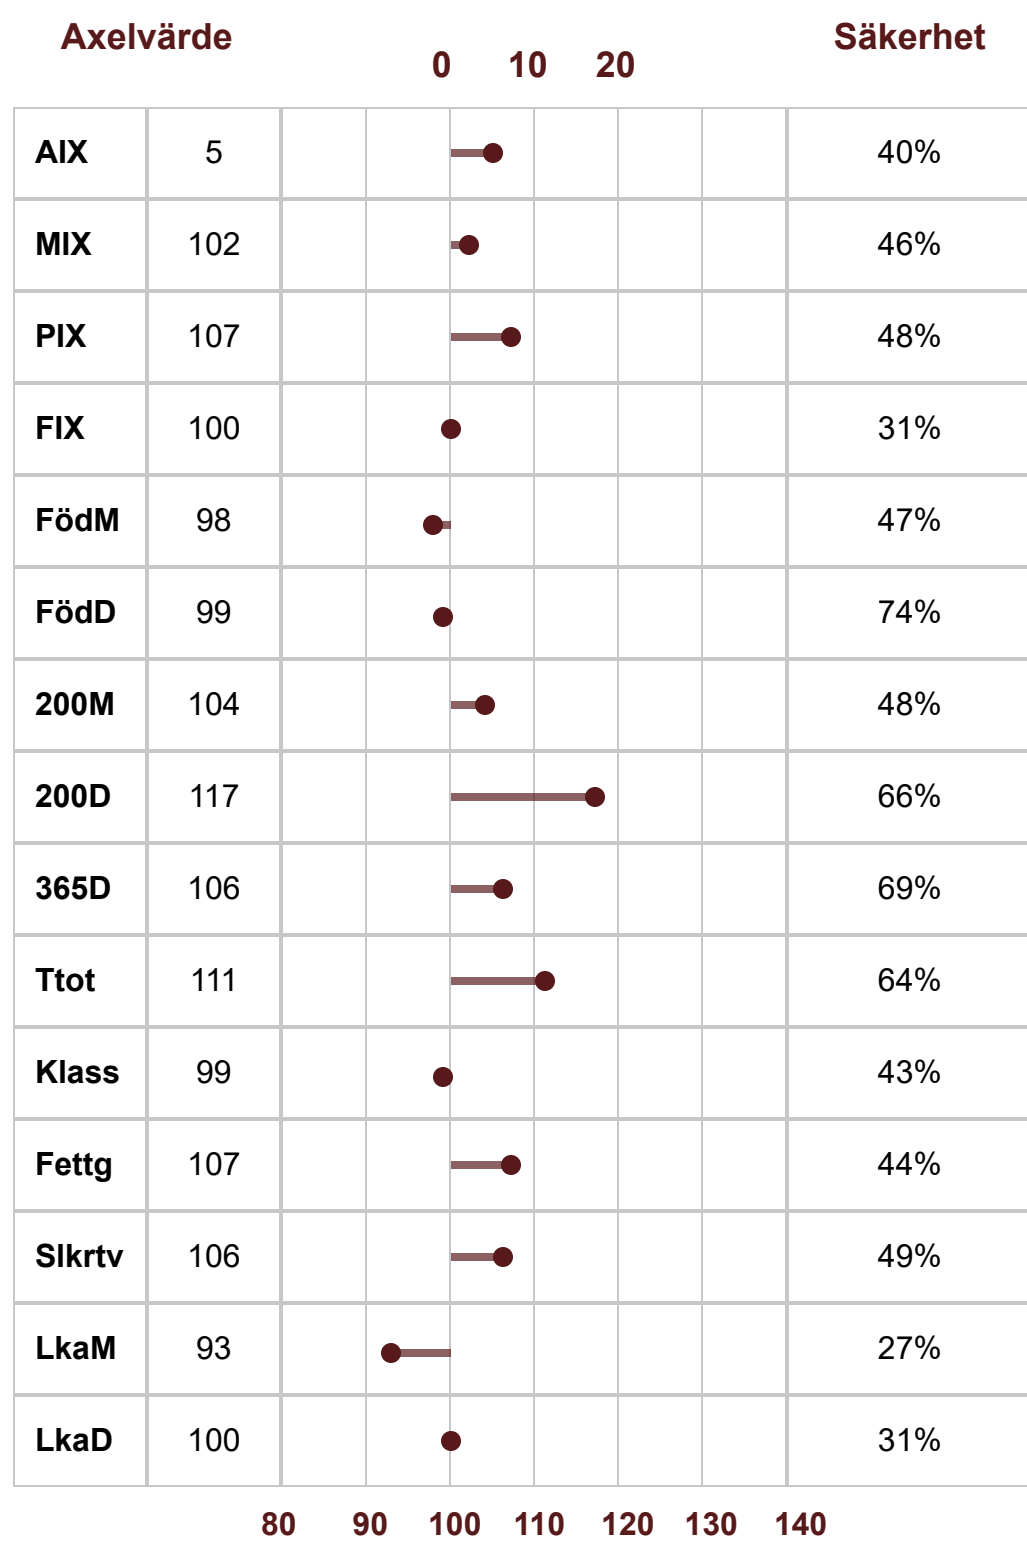 Axelvärde Säkerhet
0 10 20
AIX 5 40%
MIX 102 46%
PIX 107 48%
FIX 100 31%
FödM 98 47%
FödD 99 74%
200M 104 48%
200D 117 66%
365D 106 69%
Ttot 111 64%
Klass 99 43%
Fettg 107 44%
Slkrtv 106 49%
LkaM 93 27%
LkaD 100 31%
80 90 100 110 120 130 140